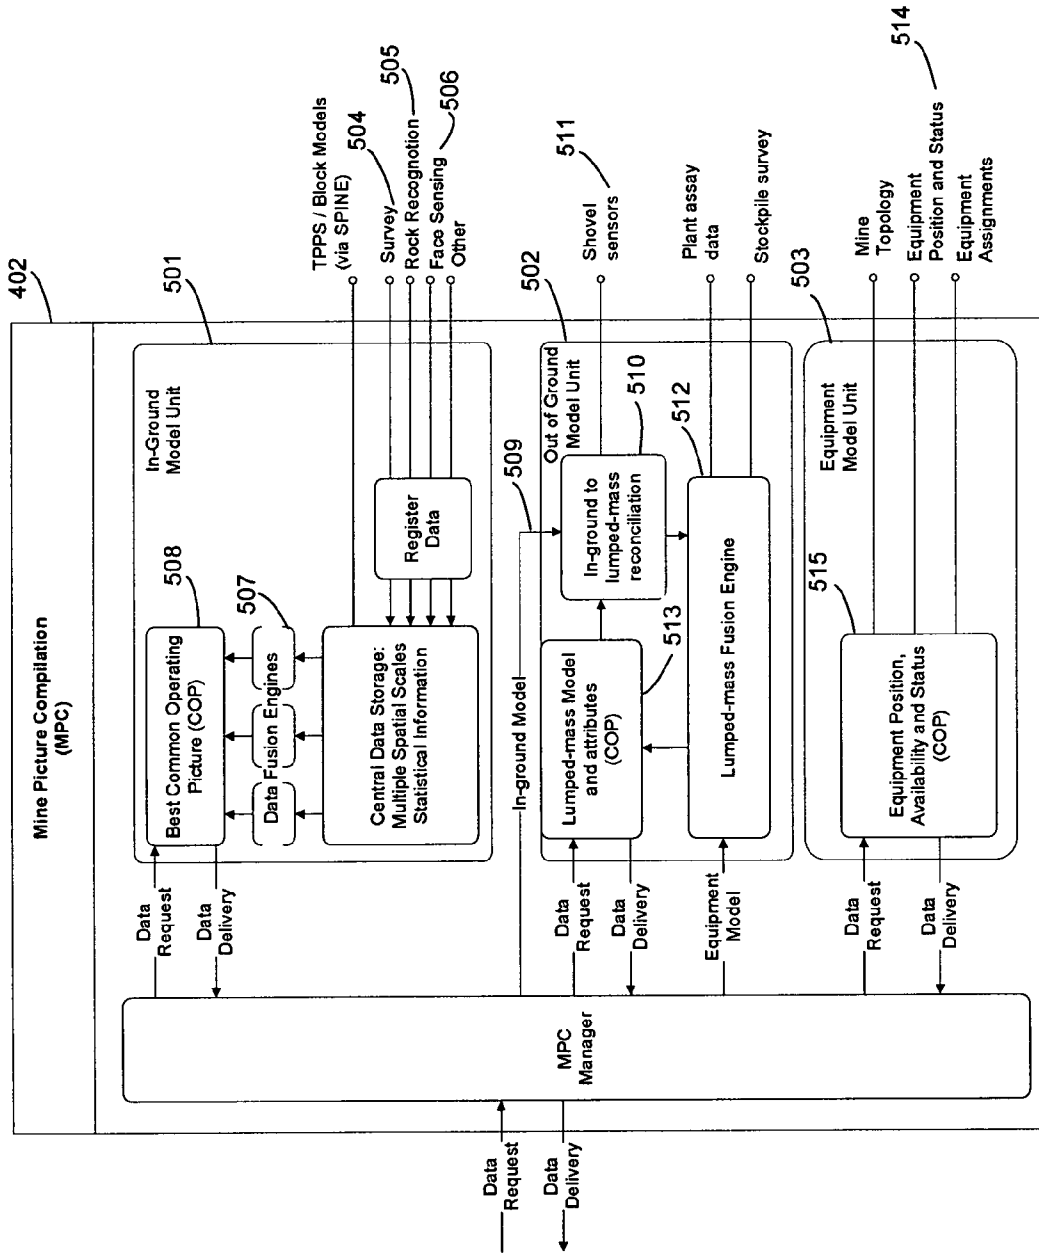 Mine Picture Compilation
(MPC)
402
501
In-Ground
Model Unit
508
Best Common Operating
Picture (COP)
507
Data Fusion Engines
Central Data Storage:
Multiple Spatial Scales
Statistical Information
Register
Data
TPPS / Block Models
(via SPINE)
504
Survey
505
Rock Recognotion
506
Face Sensing
Other
Data
Request
Data
Delivery
In-ground Model
509
502
Out of Ground
Model Unit
510
In-ground to
lumped-mass
reconciliation
511
Shovel
sensors
513
Lumped-mass Model
and attributes
(COP)
512
Lumped-mass Fusion Engine
Plant assay
data
Stockpile survey
Data
Request
Data
Delivery
Equipment
Model
503
Equipment
Model Unit
515
Equipment Position,
Availability and Status
(COP)
514
Mine
Topology
Equipment
Position and Status
Equipment
Assignments
Data
Request
Data
Delivery
MPC
Manager
Data
Request
Data
Delivery